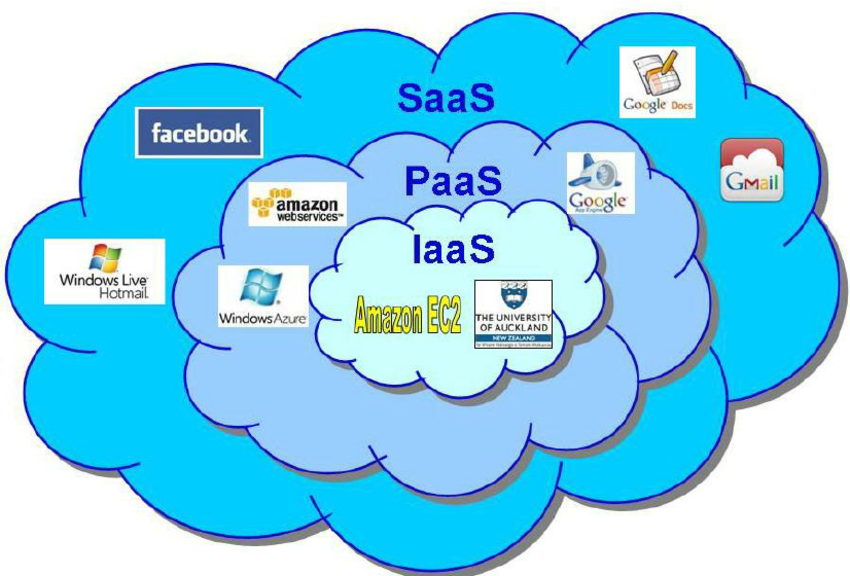 SaaS
Google Docs
facebook
GMail
PaaS
Google
App Engine
amazon
webservices™
IaaS
Windows Live
Hotmail
Windows Azure
Amazon EC2
THE UNIVERSITY
OF AUCKLAND
NEW ZEALAND